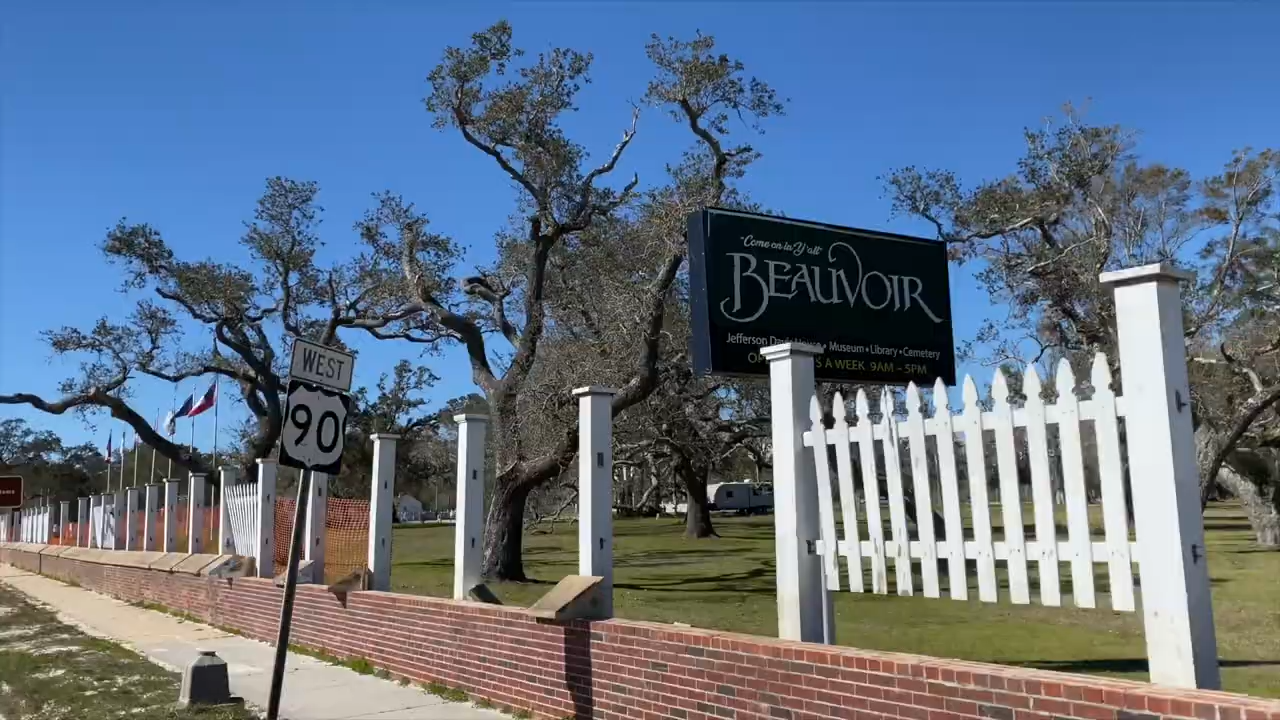 WEST
90
"Come on in Y'all"
BEAUVOIR
Jefferson Davis House • Museum • Library • Cemetery
A WEEK 9AM – 5PM